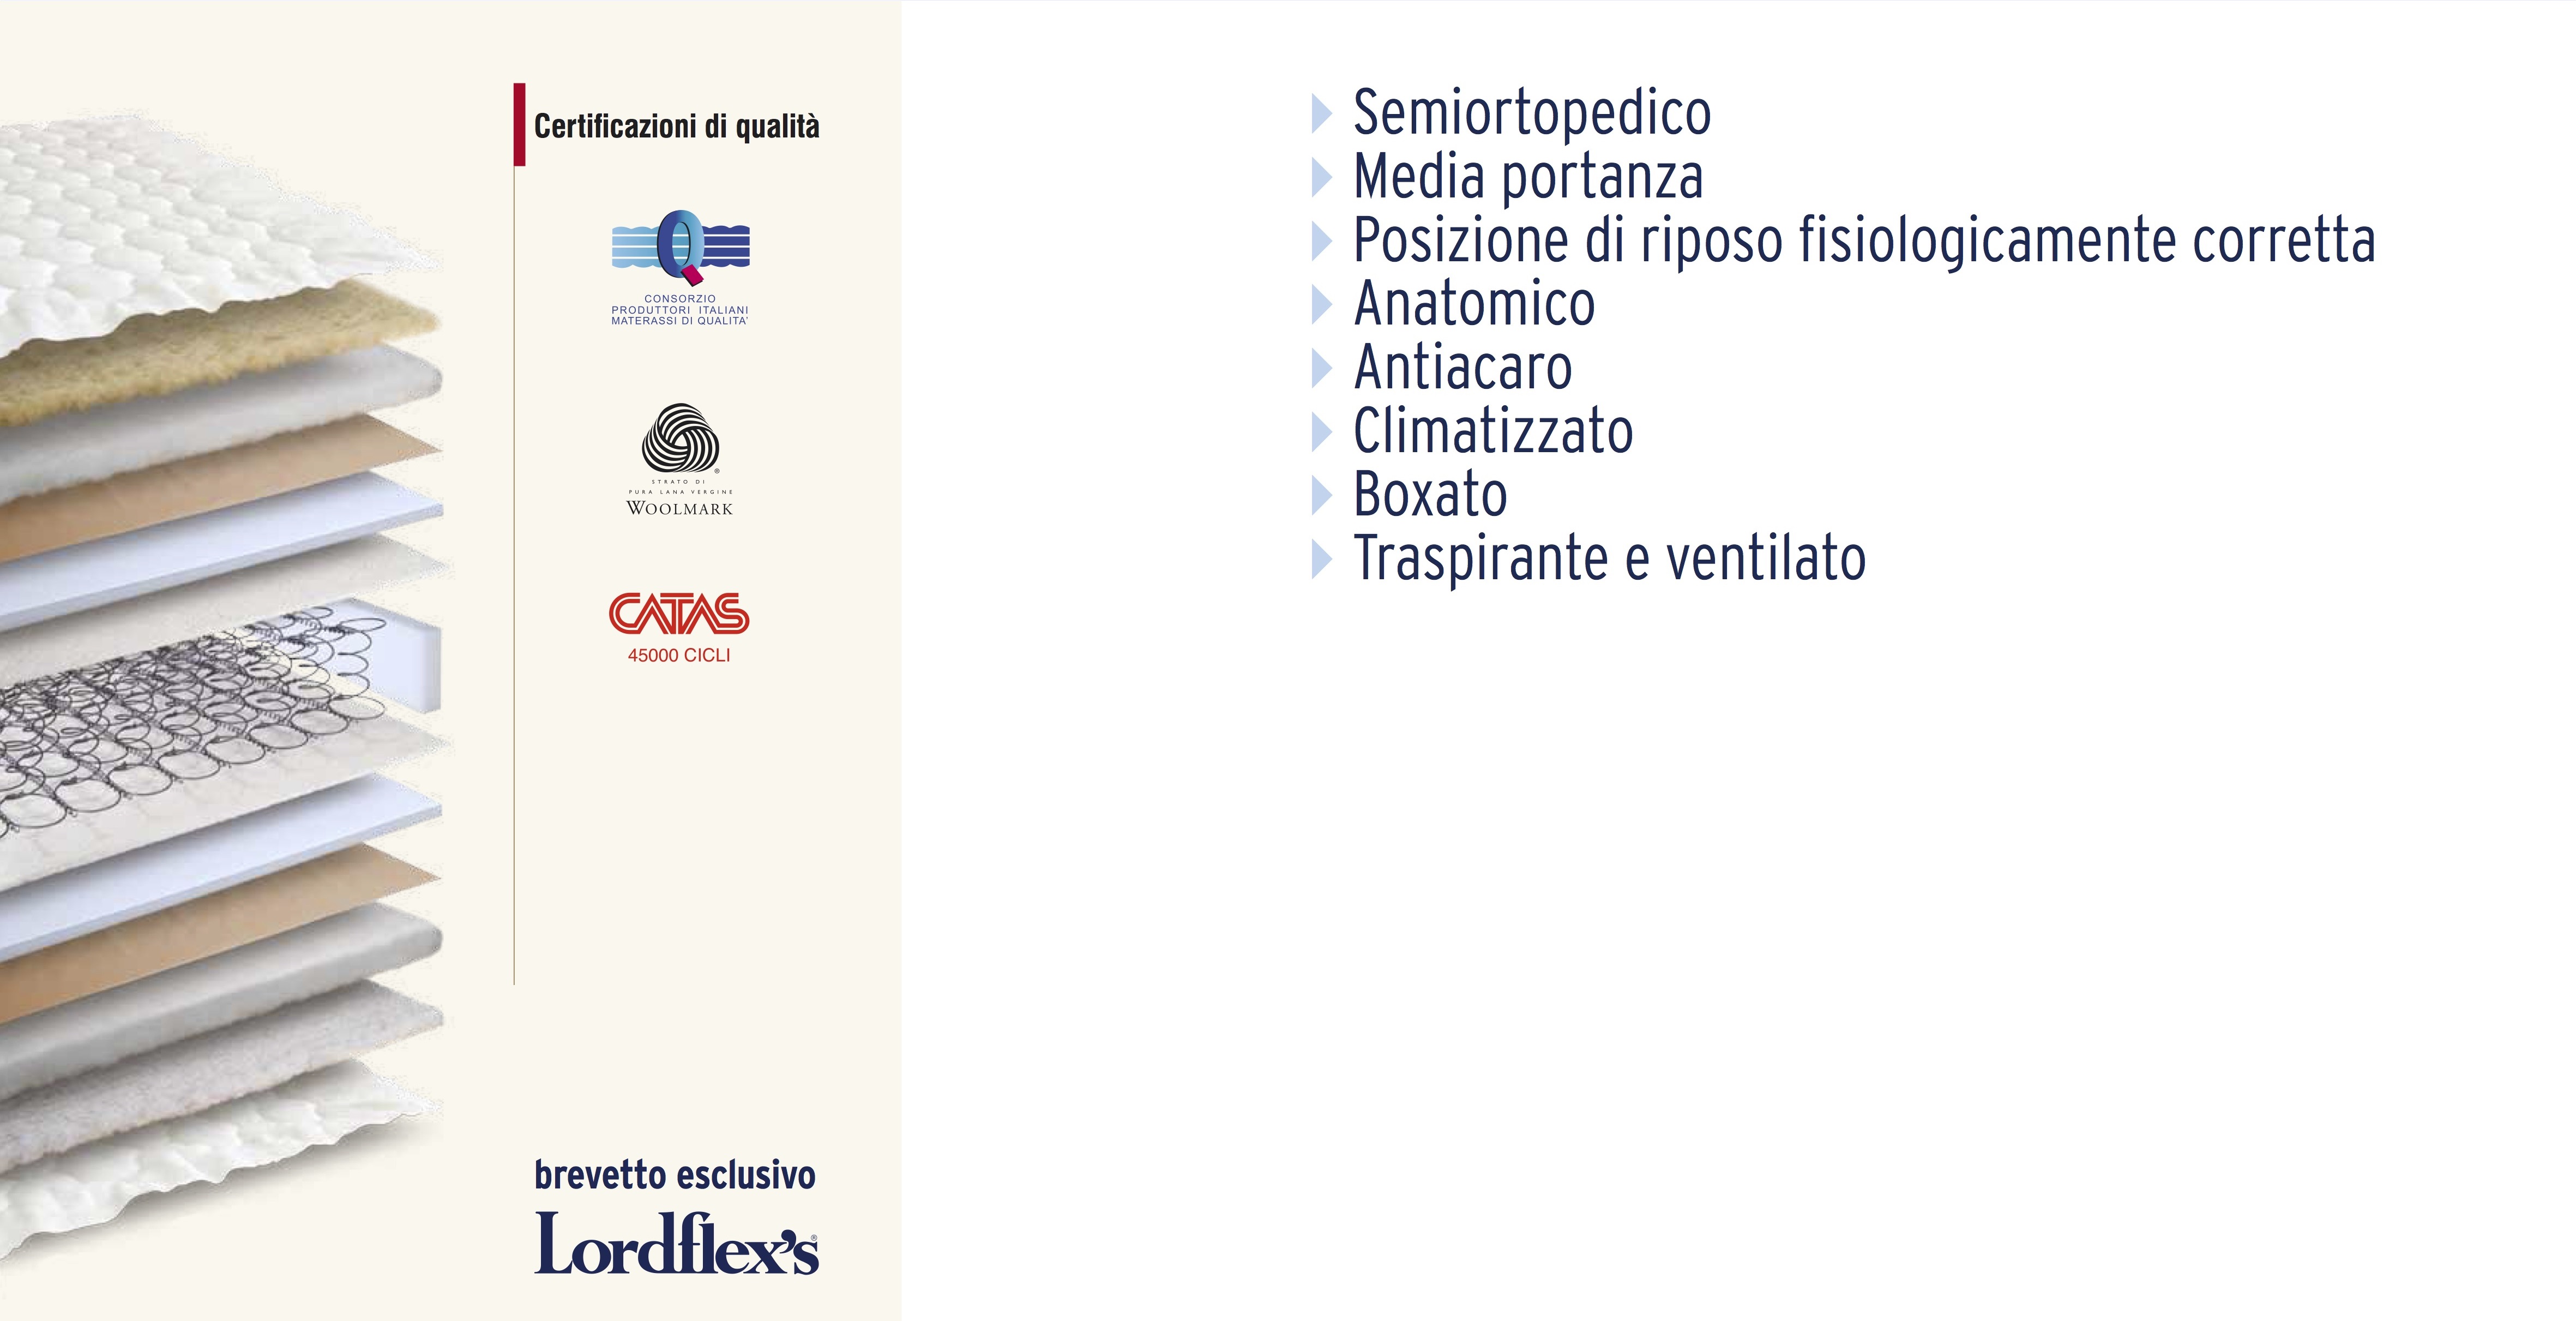 Certificazioni di qualità
Q
CONSORZIO
PRODUTTORI ITALIANI
MATERASSI DI QUALITA'
®
STRATO DI
PURA LANA VERGINE
WOOLMARK
CATAS
45000 CICLI
brevetto esclusivo
Lordflex's®
Semiortopedico
Media portanza
Posizione di riposo fisiologicamente corretta
Anatomico
Antiacaro
Climatizzato
Boxato
Traspirante e ventilato